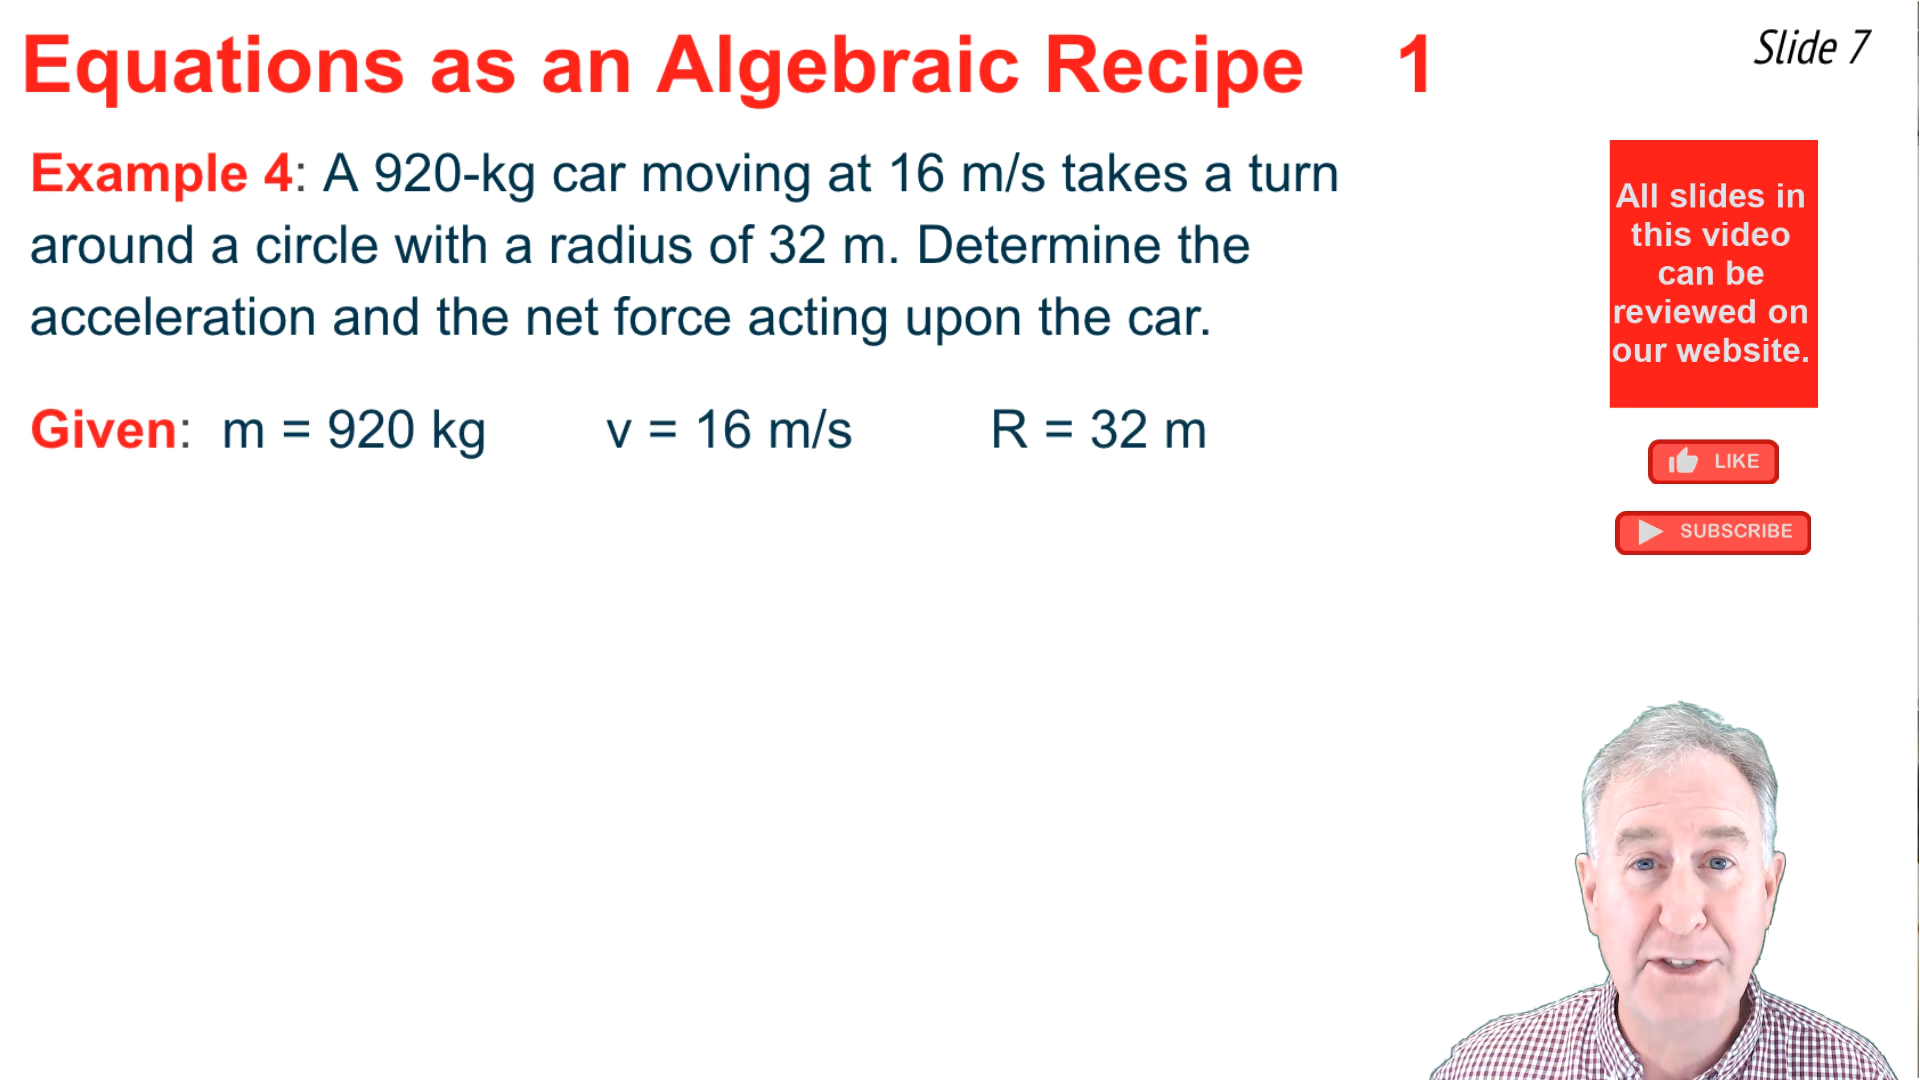 Equations as an Algebraic Recipe 1
Slide 7
Example 4: A 920-kg car moving at 16 m/s takes a turn
around a circle with a radius of 32 m. Determine the
acceleration and the net force acting upon the car.
Given: m = 920 kg v = 16 m/s R = 32 m
All slides in
this video
can be
reviewed on
our website.
LIKE
SUBSCRIBE